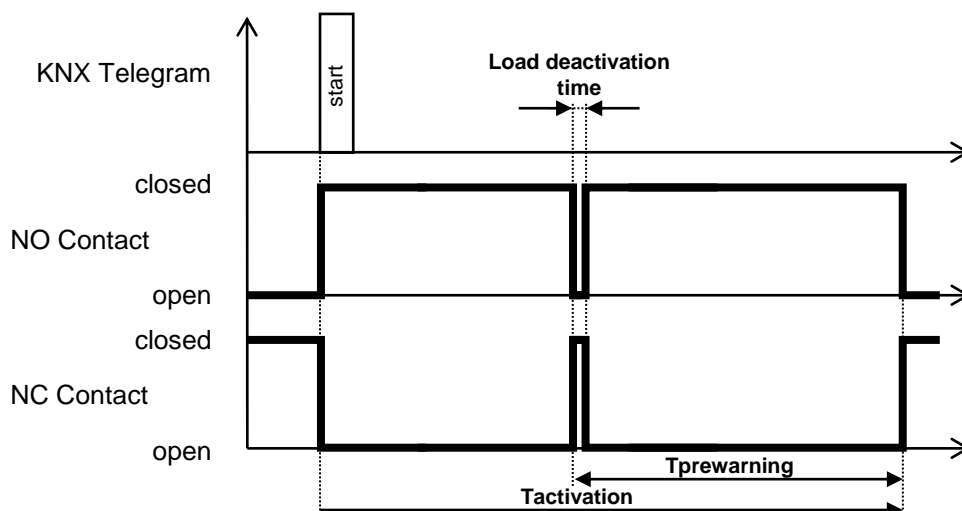 KNX Telegram
start
Load deactivation
time
closed
NO Contact
open
closed
NC Contact
open
Tprewarning
Tactivation